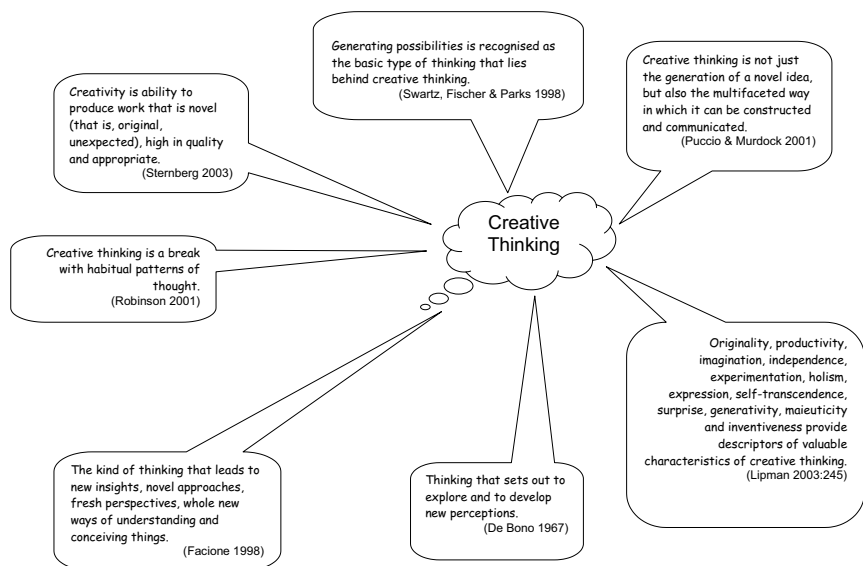 Generating possibilities is recognised as
the basic type of thinking that lies
behind creative thinking.
(Swartz, Fischer & Parks 1998)
Creative thinking is not just
the generation of a novel idea,
but also the multifaceted way
in which it can be constructed
and communicated.
(Puccio & Murdock 2001)
Creativity is ability to
produce work that is novel
(that is, original,
unexpected), high in quality
and appropriate.
(Sternberg 2003)
Creative
Thinking
Creative thinking is a break
with habitual patterns of
thought.
(Robinson 2001)
Originality, productivity,
imagination, independence,
experimentation, holism,
expression, self-transcendence,
surprise, generativity, maieuticity
and inventiveness provide
descriptors of valuable
characteristics of creative thinking.
(Lipman 2003:245)
The kind of thinking that leads to
new insights, novel approaches,
fresh perspectives, whole new
ways of understanding and
conceiving things.
(Facione 1998)
Thinking that sets out to
explore and to develop
new perceptions.
(De Bono 1967)